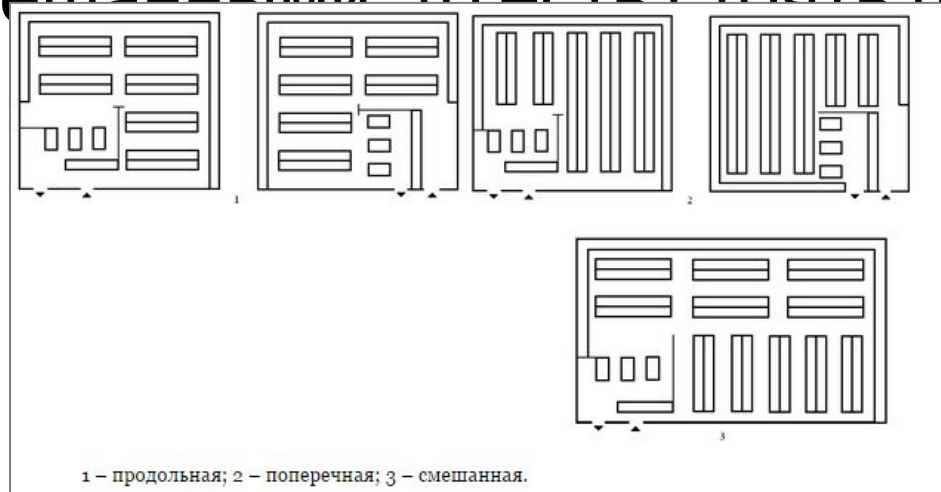 1
2
3
1 – продольная; 2 – поперечная; 3 – смешанная.